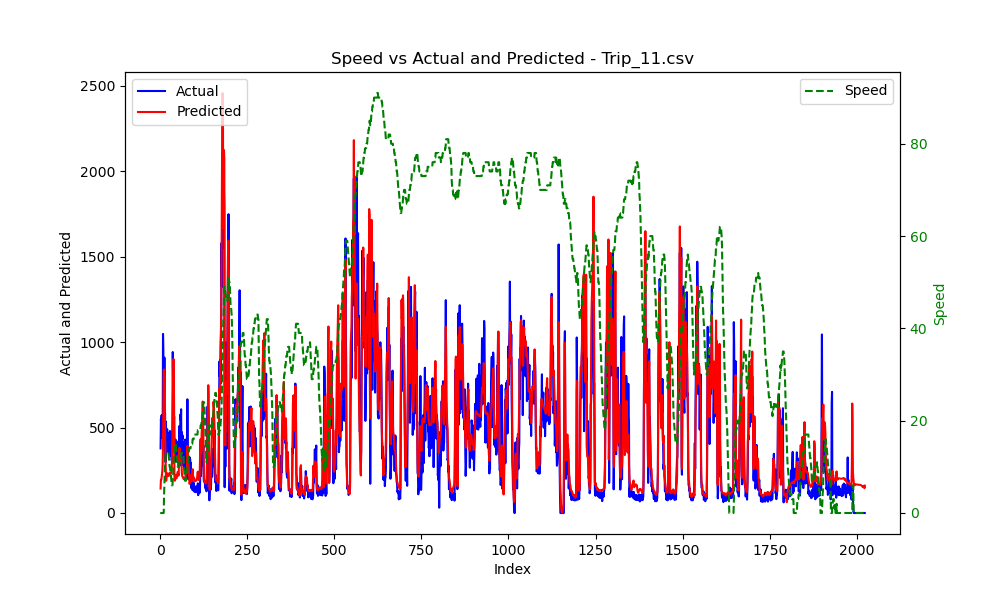 Speed vs Actual and Predicted - Trip_11.csv
Actual
Predicted
Speed
2500
2000
1500
1000
500
0
Actual and Predicted
80
60
40
20
0
Speed
0 250 500 750 1000 1250 1500 1750 2000
Index